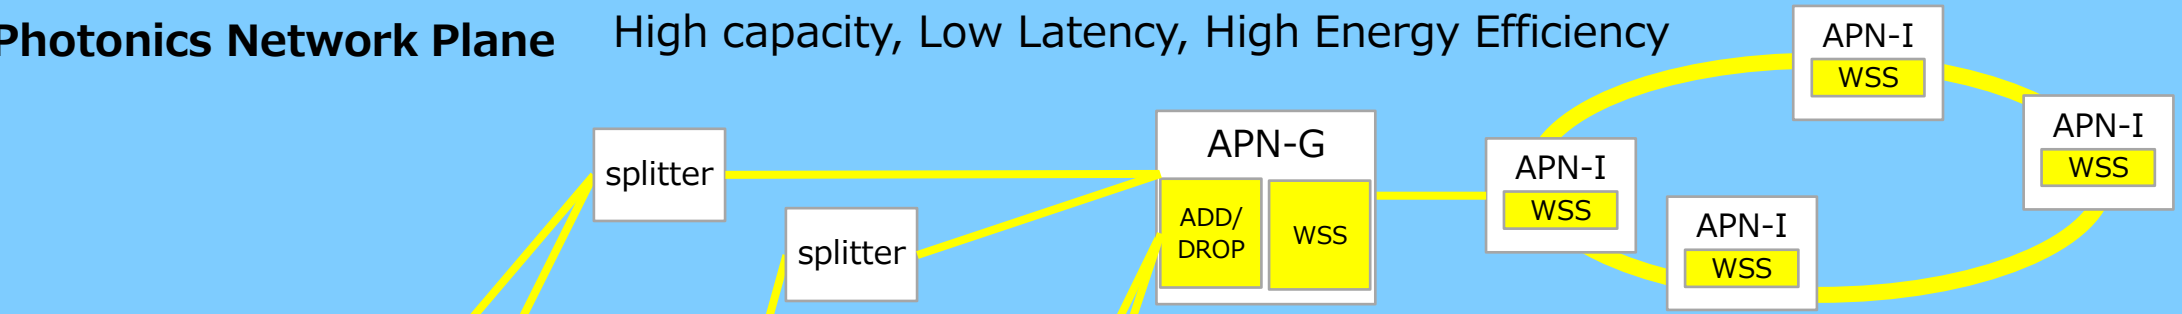 Photonics Network Plane
High capacity, Low Latency, High Energy Efficiency
splitter
splitter
APN-G
ADD/
DROP
WSS
APN-I
WSS
APN-I
WSS
APN-I
WSS
APN-I
WSS